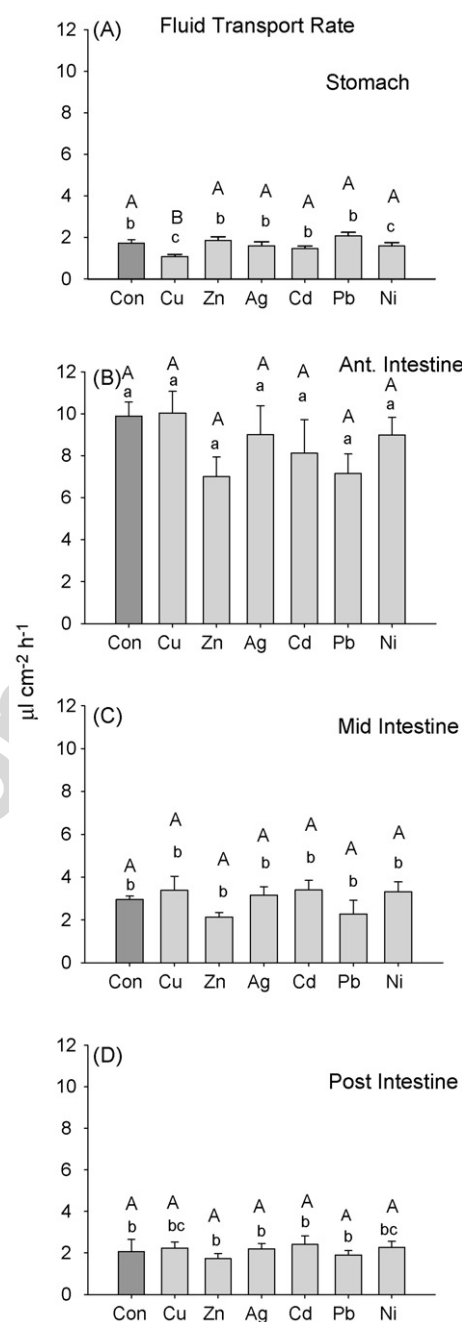 (A) Fluid Transport Rate
Stomach
12
10
8
6
4
2
0
A B A A A A A
b c b b b b c
Con Cu Zn Ag Cd Pb Ni
(B) Ant. Intestine
12
10
8
6
4
2
0
A A A A A A A
a a a a a a a
Con Cu Zn Ag Cd Pb Ni
µl cm-2 h-1
(C) Mid Intestine
12
10
8
6
4
2
0
A A A A A A A
b b b b b b b
Con Cu Zn Ag Cd Pb Ni
(D) Post Intestine
12
10
8
6
4
2
0
A A A A A A A
b bc b b b b bc
Con Cu Zn Ag Cd Pb Ni